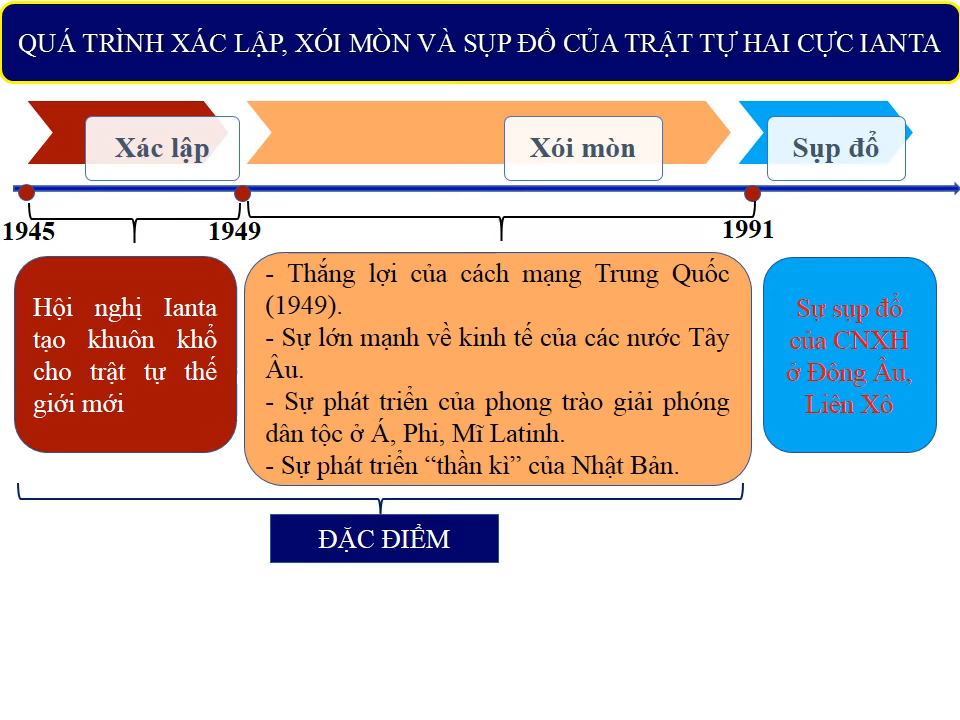 QUÁ TRÌNH XÁC LẬP, XÓI MÒN VÀ SỤP ĐỔ CỦA TRẬT TỰ HAI CỰC IANTA
Xác lập
Xói mòn
Sụp đổ
1945
1949
1991
Hội nghị Ianta
tạo khuôn khổ
cho trật tự thế
giới mới
- Thắng lợi của cách mạng Trung Quốc
(1949).
- Sự lớn mạnh về kinh tế của các nước Tây
Âu.
- Sự phát triển của phong trào giải phóng
dân tộc ở Á, Phi, Mĩ Latinh.
- Sự phát triển “thần kì” của Nhật Bản.
Sự sụp đổ
của CNXH
ở Đông Âu,
Liên Xô
ĐẶC ĐIỂM